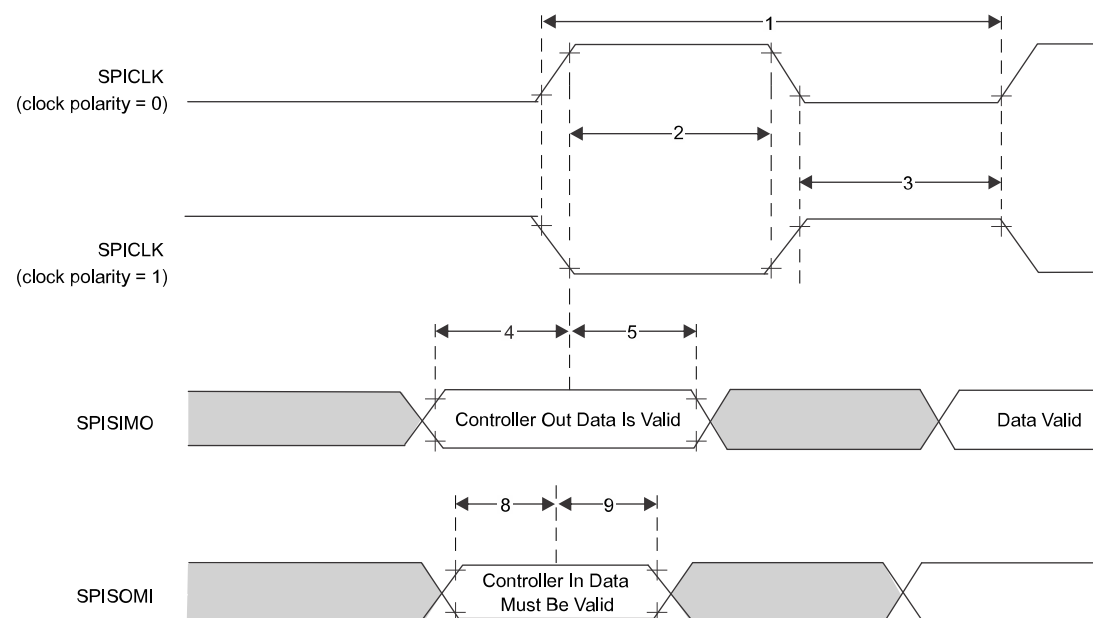 1
SPICLK
(clock polarity = 0)
2
3
SPICLK
(clock polarity = 1)
4
5
SPISIMO
Controller Out Data Is Valid
Data Valid
8
9
SPISOMI
Controller In Data
Must Be Valid